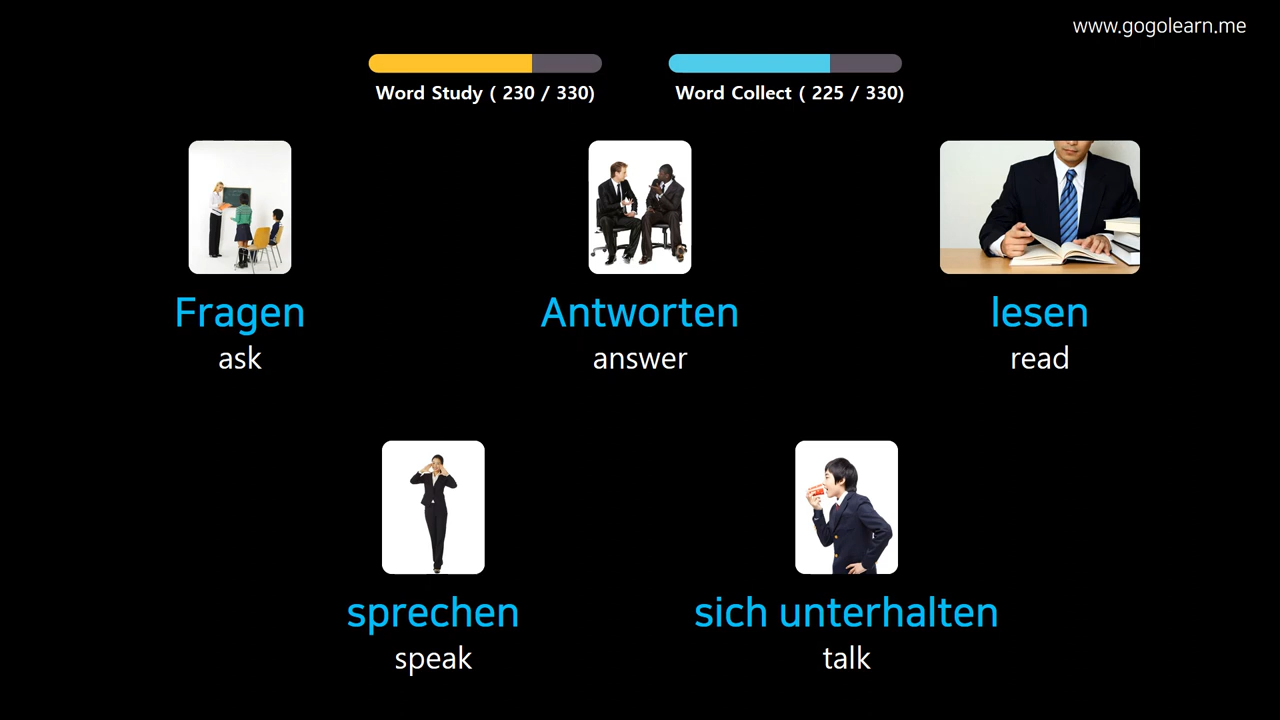 www.gogolearn.me
Word Study ( 230 / 330)
Word Collect ( 225 / 330)
Fragen
ask
Antworten
answer
lesen
read
sprechen
speak
sich unterhalten
talk